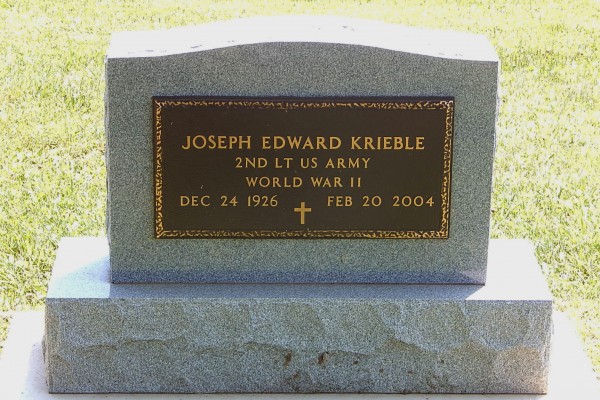 JOSEPH EDWARD KRIEBLE
2ND LT US ARMY
WORLD WAR II
DEC 24 1926 FEB 20 2004